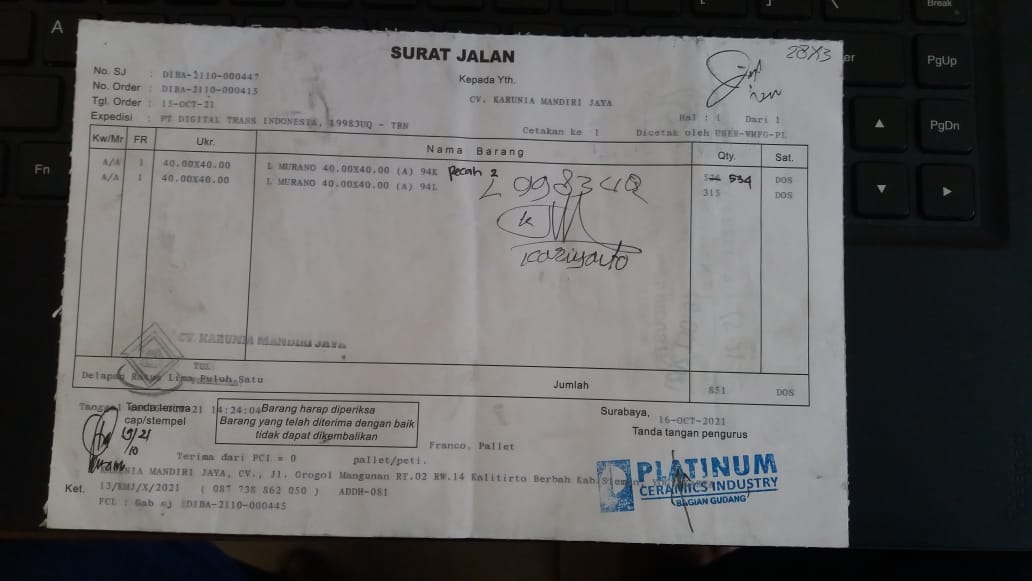 SURAT JALAN
28X3
No. SJ : DIBA-2110-000447
No. Order : DIBA-2110-000415
Tgl. Order : 15-OCT-21
Expedisi : PT DIGITAL TRANS INDONESIA, L9983UQ - TRN
Kepada Yth.
CV. KARUNIA MANDIRI JAYA
Hal : 1 Dari 1
Cetakan ke 1 Dicetak oleh USER-WMFG-PL
Kw/Mr FR Ukr. Nama Barang Qty. Sat.
A/A 1 40.00X40.00 L MURANO 40.00X40.00 (A) 94K Pecah 2 534 DOS
A/A 1 40.00X40.00 L MURANO 40.00X40.00 (A) 94L 315 DOS
L 9983 UQ
Kariyanto
CV. KARUNIA MANDIRI JAYA
Delapan Ratus Lima Puluh Satu Jumlah 851 DOS
Tanggal 21 14:24:04
Tanda terima
cap/stempel
19/21
10
Barang harap diperiksa
Barang yang telah diterima dengan baik
tidak dapat dikembalikan
Surabaya, 16-OCT-2021
Tanda tangan pengurus
Franco, Pallet
Terima dari PCI = 0 pallet/peti.
KARUNIA MANDIRI JAYA, CV., Jl. Grogol Mangunan RT.02 RW.14 Kalitirto Berbah Kab. Sleman,
Ket. 13/KMJ/X/2021 ( 087 738 862 050 ) ADDH-081
FCL : Gab sj :DIBA-2110-000445
PLATINUM
CERAMICS INDUSTRY
BAGIAN GUDANG
A
Fn
Break
PgUp
PgDn